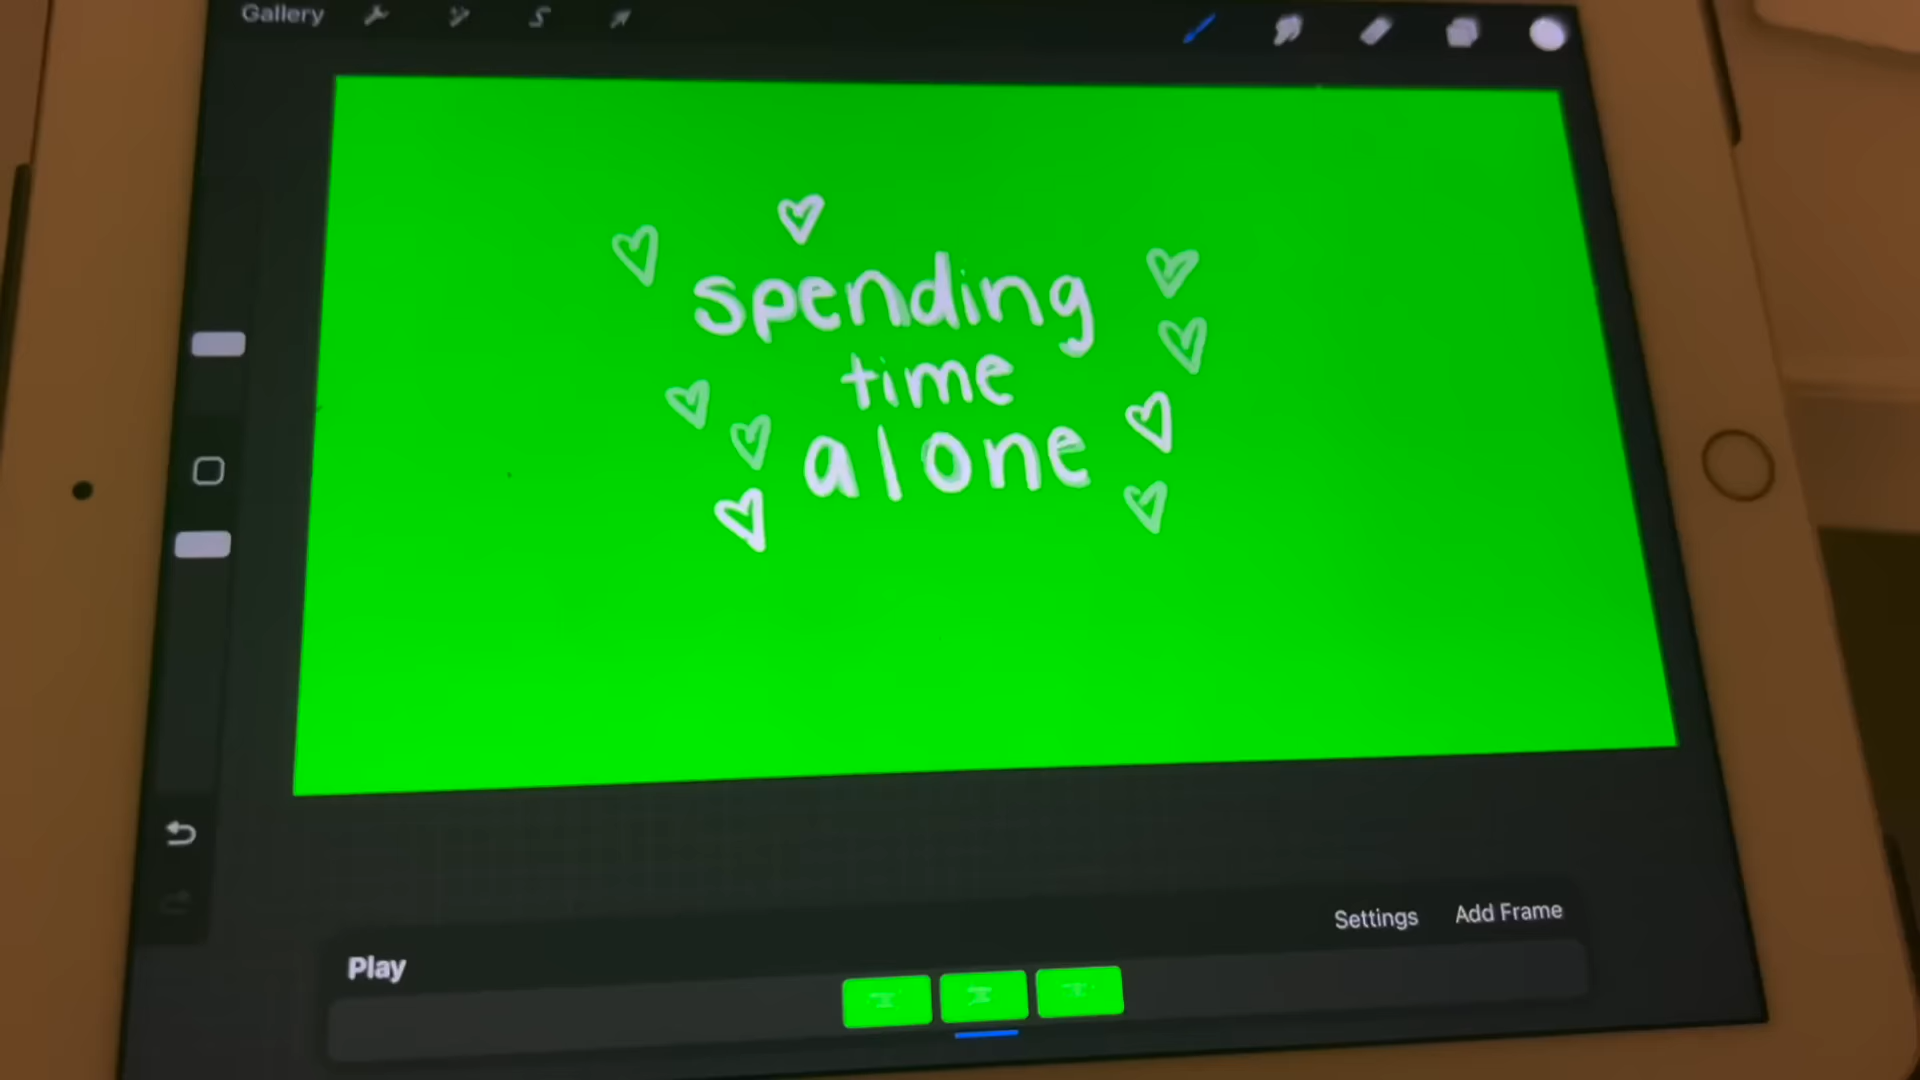 Gallery
spending
time
alone
Settings
Add Frame
Play